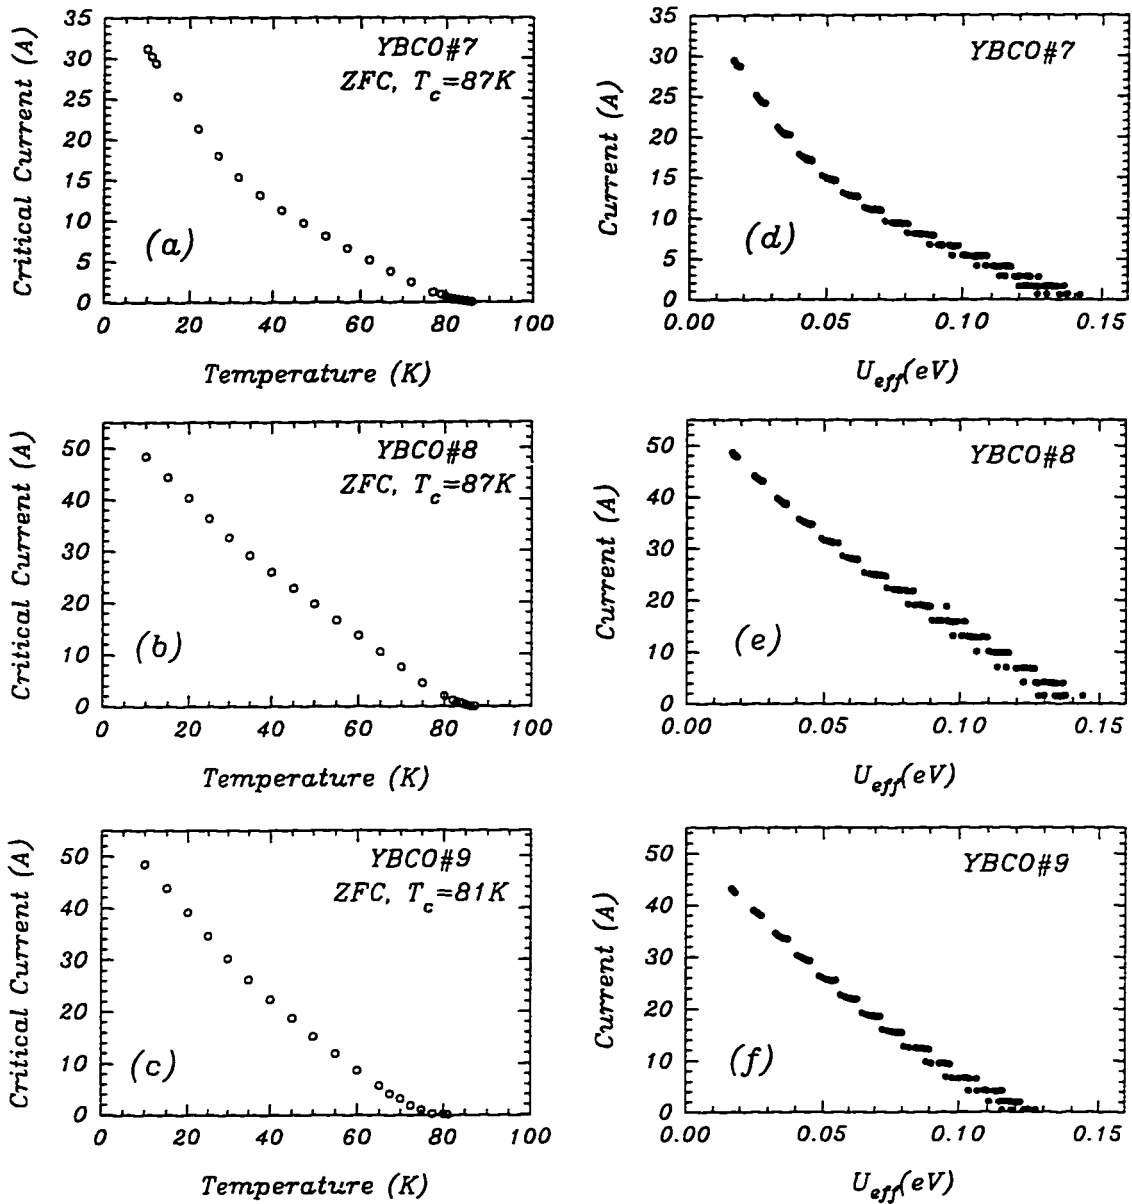 35
30
25
20
15
10
5
0
0
20
40
60
80
100
Critical Current (A)
Temperature (K)
YBCO#7
ZFC, Tc=87K
(a)
35
30
25
20
15
10
5
0
0.00
0.05
0.10
0.15
Current (A)
Ueff(eV)
YBCO#7
(d)
50
40
30
20
10
0
0
20
40
60
80
100
Critical Current (A)
Temperature (K)
YBCO#8
ZFC, Tc=87K
(b)
50
40
30
20
10
0
0.00
0.05
0.10
0.15
Current (A)
Ueff(eV)
YBCO#8
(e)
50
40
30
20
10
0
0
20
40
60
80
100
Critical Current (A)
Temperature (K)
YBCO#9
ZFC, Tc=81K
(c)
50
40
30
20
10
0
0.00
0.05
0.10
0.15
Current (A)
Ueff(eV)
YBCO#9
(f)